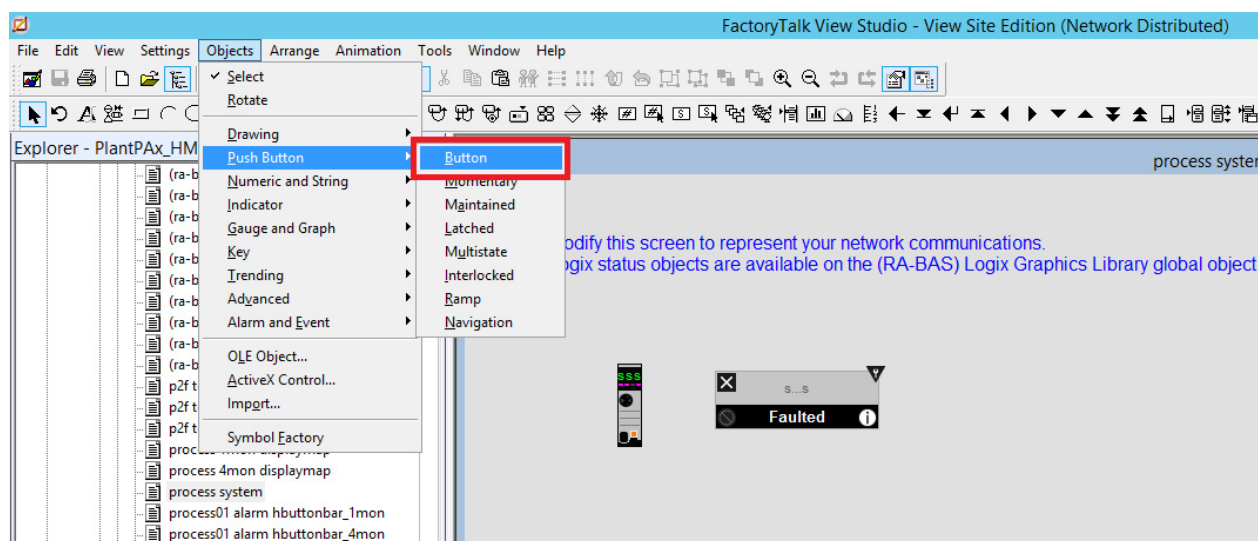 FactoryTalk View Studio - View Site Edition (Network Distributed)
File Edit View Settings Objects Arrange Animation Tools Window Help
Select
Rotate
Drawing
Push Button
Numeric and String
Indicator
Gauge and Graph
Key
Trending
Advanced
Alarm and Event
OLE Object...
ActiveX Control...
Import...
Symbol Factory
Button
Momentary
Maintained
Latched
Multistate
Interlocked
Ramp
Navigation
Explorer - PlantPAx_HM
(ra-b
(ra-b
(ra-b
(ra-b
(ra-b
(ra-b
(ra-b
(ra-b
(ra-b
(ra-b
p2f t
p2f t
p2f t
process 4mon displaymap
process system
process01 alarm hbuttonbar_1mon
process01 alarm hbuttonbar_4mon
process system
odify this screen to represent your network communications.
ogix status objects are available on the (RA-BAS) Logix Graphics Library global object
sss
s...s
Faulted